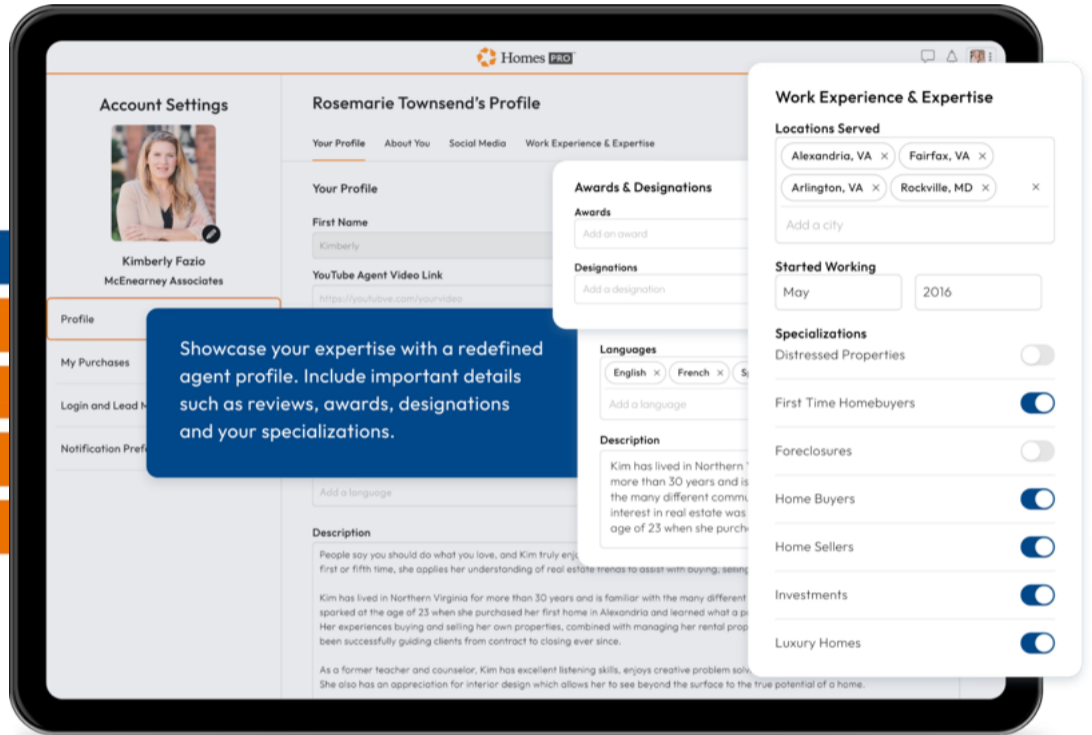 Homes PRO
Account Settings
Kimberly Fazio
McEnearney Associates
Profile
My Purchases
Login and Lead
Notification
Rosemarie Townsend's Profile
Your Profile
About You
Social Media
Work Experience & Expertise
Your Profile
First Name
Kimberly
YouTube Agent Video Link
https://youtubve.com/yourvideo
Showcase your expertise with a redefined
agent profile. Include important details
such as reviews, awards, designations
and your specializations.
Add a language
Description
People say you should do what you love, and Kim truly
first or fifth time, she applies her understanding of real estate trends to assist with buying, selling
Kim has lived in Northern Virginia for more than 30 years and is familiar with the many different
sparked at the age of 23 when she purchased her first home in Alexandria and learned what a
Her experiences buying and selling her own properties, combined with managing her rental
been successfully guiding clients from contract to closing ever since.
As a former teacher and counselor, Kim has excellent listening skills, enjoys creative problem
She also has an appreciation for interior design which allows her to see beyond the surface to the true potential of a home.
Awards & Designations
Awards
Add an award
Designations
Add a designation
Languages
English ×
French ×
Add a language
Description
Kim has lived in Northern
more than 30 years and is
the many different
interest in real estate was
age of 23 when she
Work Experience & Expertise
Locations Served
Alexandria, VA ×
Fairfax, VA ×
Arlington, VA ×
Rockville, MD ×
×
Add a city
Started Working
May
2016
Specializations
Distressed Properties
First Time Homebuyers
Foreclosures
Home Buyers
Home Sellers
Investments
Luxury Homes